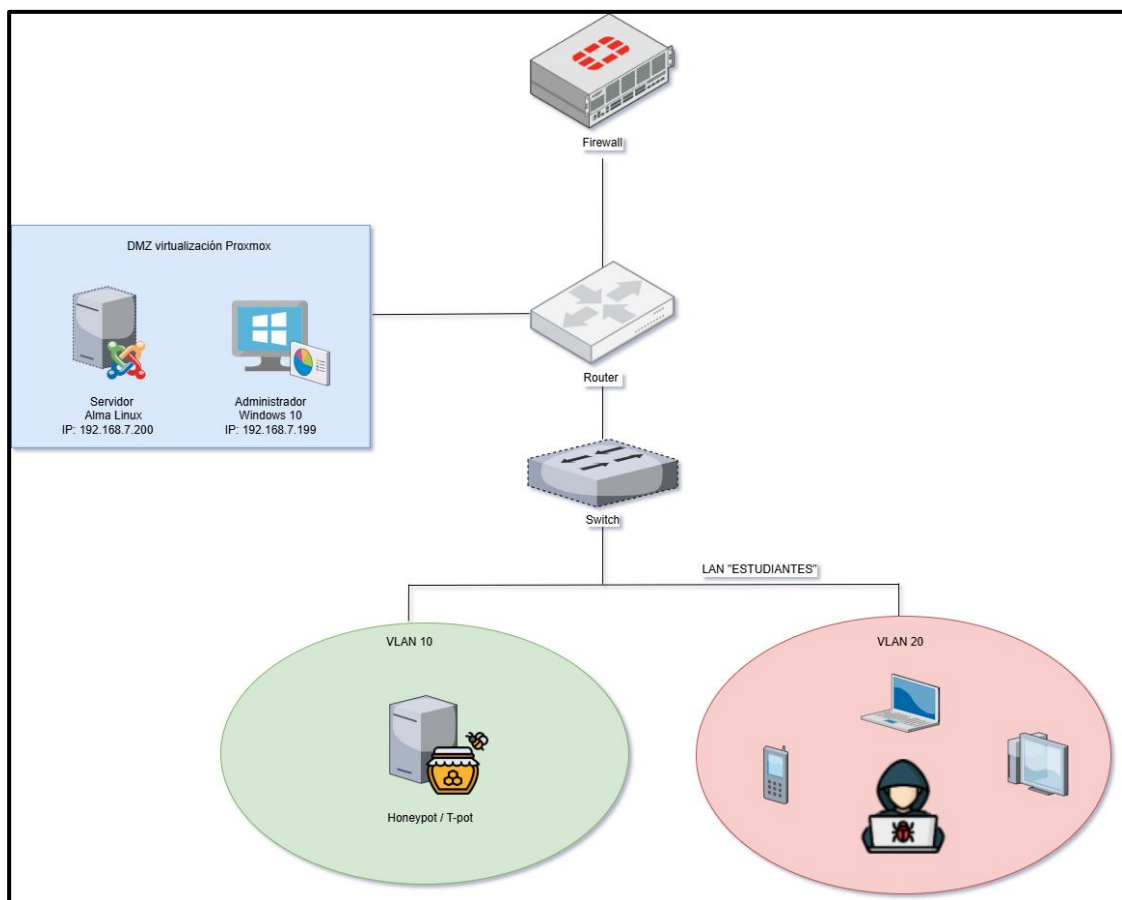 Firewall
DMZ virtualización Proxmox
Servidor
Alma Linux
IP: 192.168.7.200
Administrador
Windows 10
IP: 192.168.7.199
Router
Switch
LAN "ESTUDIANTES"
VLAN 10
Honeypot / T-pot
VLAN 20